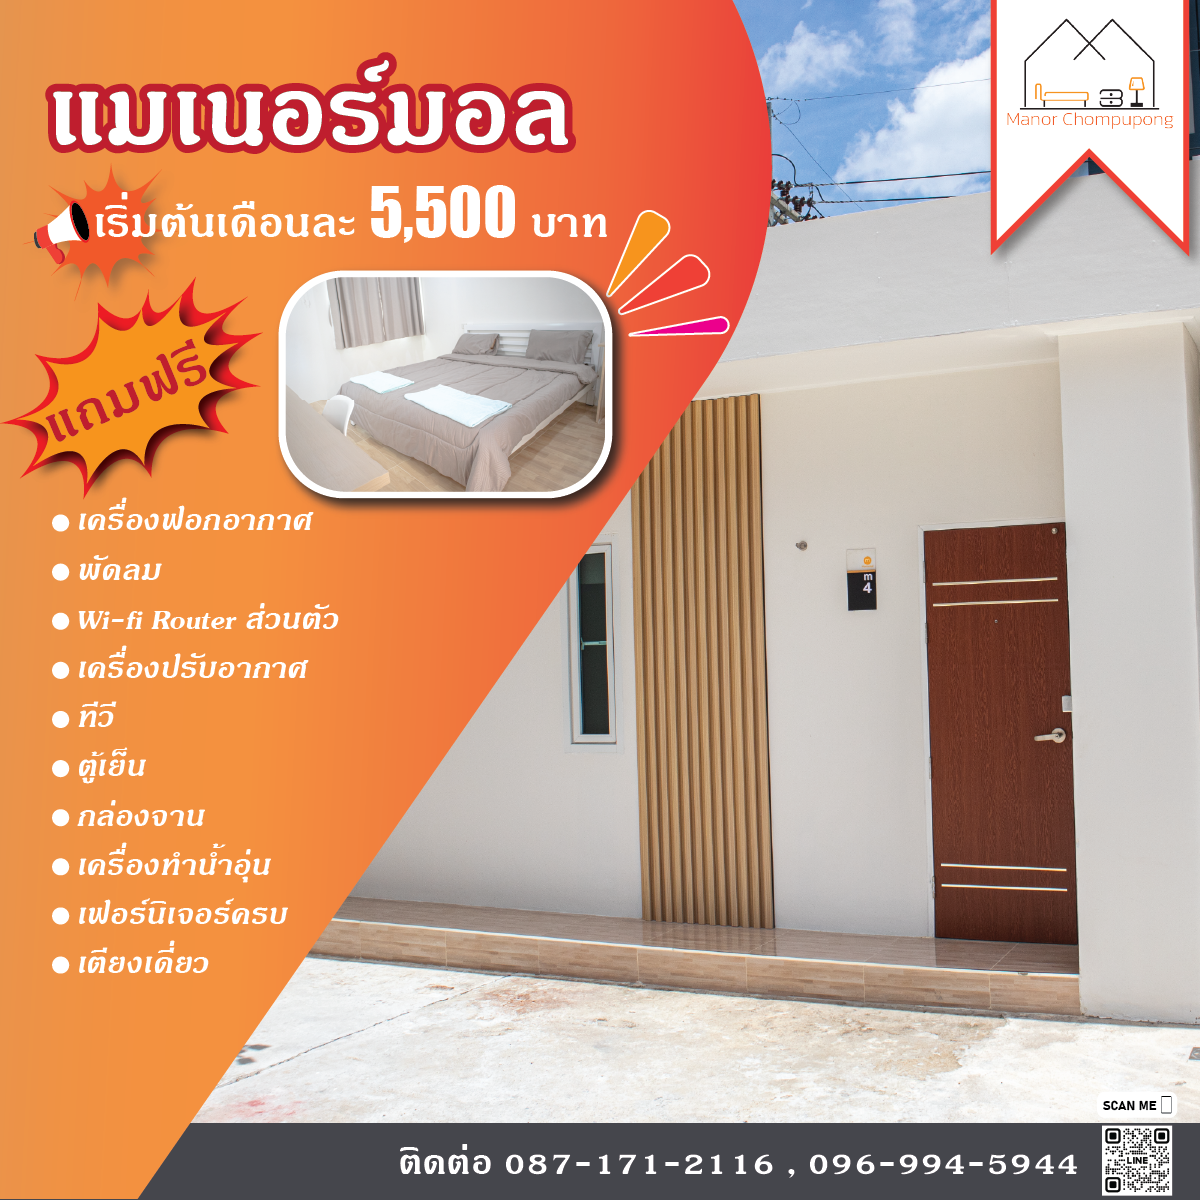 แมเนอร์มอล
Manor Chompupong
เริ่มต้นเดือนละ 5,500 บาท
แถมฟรี
เครื่องฟอกอากาศ
พัดลม
Wi-fi Router ส่วนตัว
เครื่องปรับอากาศ
ทีวี
ตู้เย็น
กล่องจาน
เครื่องทำน้ำอุ่น
เฟอร์นิเจอร์ครบ
เตียงเดี่ยว
m
4
SCAN ME
LINE
ติดต่อ 087-171-2116 , 096-994-5944